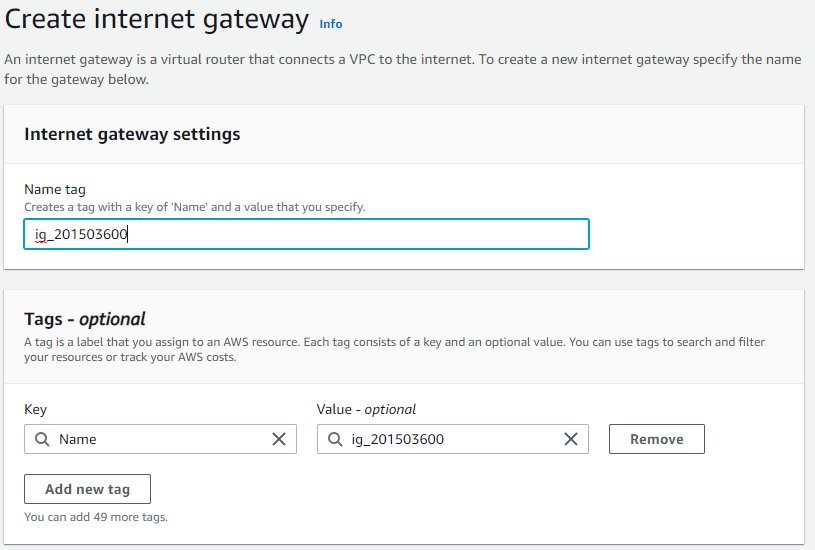 Create internet gateway Info
An internet gateway is a virtual router that connects a VPC to the internet. To create a new internet gateway specify the name
for the gateway below.
Internet gateway settings
Name tag
Creates a tag with a key of 'Name' and a value that you specify.
ig_201503600
Tags - optional
A tag is a label that you assign to an AWS resource. Each tag consists of a key and an optional value. You can use tags to search and filter
your resources or track your AWS costs.
Key Value - optional
Name ig_201503600 Remove
Add new tag
You can add 49 more tags.